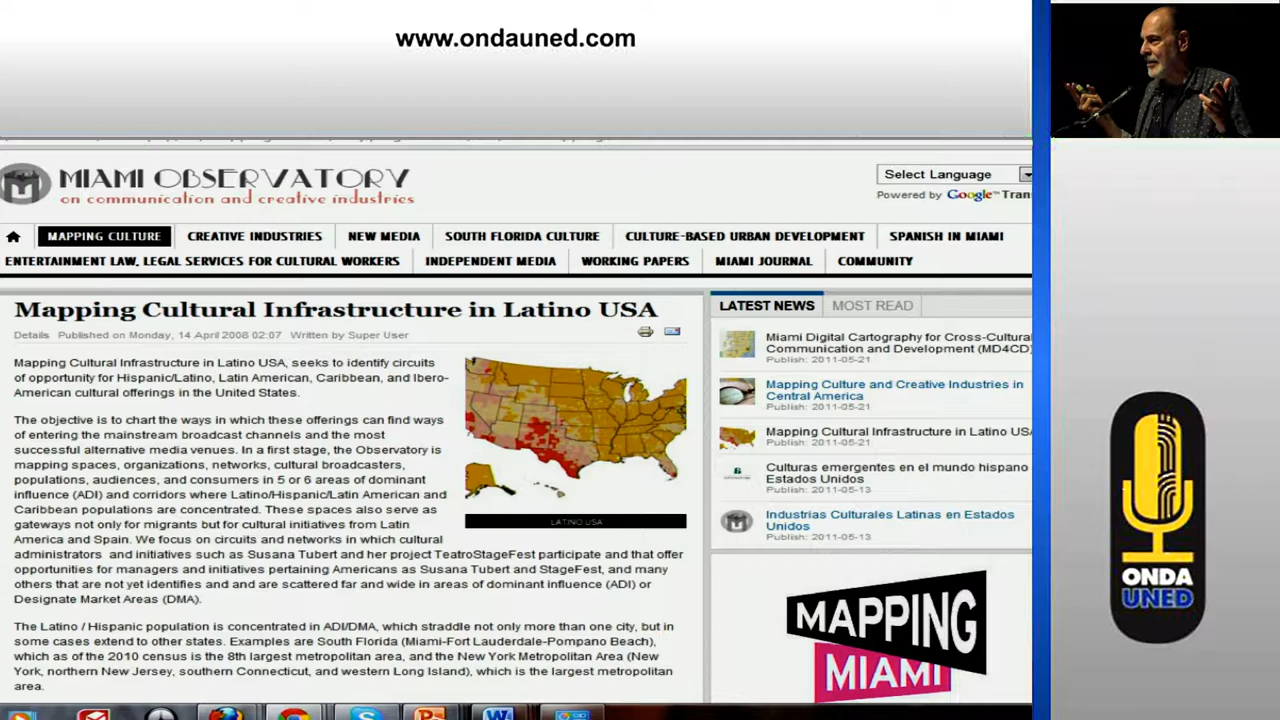 www.ondauned.com
MIAMI OBSERVATORY
on communication and creative industries
Select Language
Powered by Google™ Tran
MAPPING CULTURE
CREATIVE INDUSTRIES
NEW MEDIA
SOUTH FLORIDA CULTURE
CULTURE-BASED URBAN DEVELOPMENT
SPANISH IN MIAMI
ENTERTAINMENT LAW, LEGAL SERVICES FOR CULTURAL WORKERS
INDEPENDENT MEDIA
WORKING PAPERS
MIAMI JOURNAL
COMMUNITY
Mapping Cultural Infrastructure in Latino USA
Details Published on Monday, 14 April 2008 02:07 Written by Super User
Mapping Cultural Infrastructure in Latino USA, seeks to identify circuits
of opportunity for Hispanic/Latino, Latin American, Caribbean, and Ibero-
American cultural offerings in the United States.
The objective is to chart the ways in which these offerings can find ways
of entering the mainstream broadcast channels and the most
successful alternative media venues. In a first stage, the Observatory is
mapping spaces, organizations, networks, cultural broadcasters,
populations, audiences, and consumers in 5 or 6 areas of dominant
influence (ADI) and corridors where Latino/Hispanic/Latin American and
Caribbean populations are concentrated. These spaces also serve as
gateways not only for migrants but for cultural initiatives from Latin
America and Spain. We focus on circuits and networks in which cultural
administrators and initiatives such as Susana Tubert and her project TeatroStageFest participate and that offer
opportunities for managers and initiatives pertaining Americans as Susana Tubert and StageFest, and many
others that are not yet identifies and and are scattered far and wide in areas of dominant influence (ADI) or
Designate Market Areas (DMA).
The Latino / Hispanic population is concentrated in ADI/DMA, which straddle not only more than one city, but in
some cases extend to other states. Examples are South Florida (Miami-Fort Lauderdale-Pompano Beach),
which as of the 2010 census is the 8th largest metropolitan area, and the New York Metropolitan Area (New
York, northern New Jersey, southern Connecticut, and western Long Island), which is the largest metropolitan
area.
LATINO USA
LATEST NEWS
MOST READ
Miami Digital Cartography for Cross-Cultural
Communication and Development (MD4CD)
Publish: 2011-05-21
Mapping Culture and Creative Industries in
Central America
Publish: 2011-05-21
Mapping Cultural Infrastructure in Latino USA
Publish: 2011-05-21
Culturas emergentes en el mundo hispano
Estados Unidos
Publish: 2011-05-13
Industrias Culturales Latinas en Estados
Unidos
Publish: 2011-05-13
MAPPING
MIAMI
ONDA
UNED